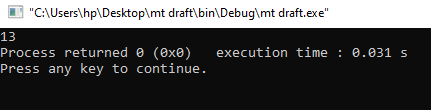 "C:\Users\hp\Desktop\mt draft\bin\Debug\mt draft.exe"
13
Process returned 0 (0x0)   execution time : 0.031 s
Press any key to continue.